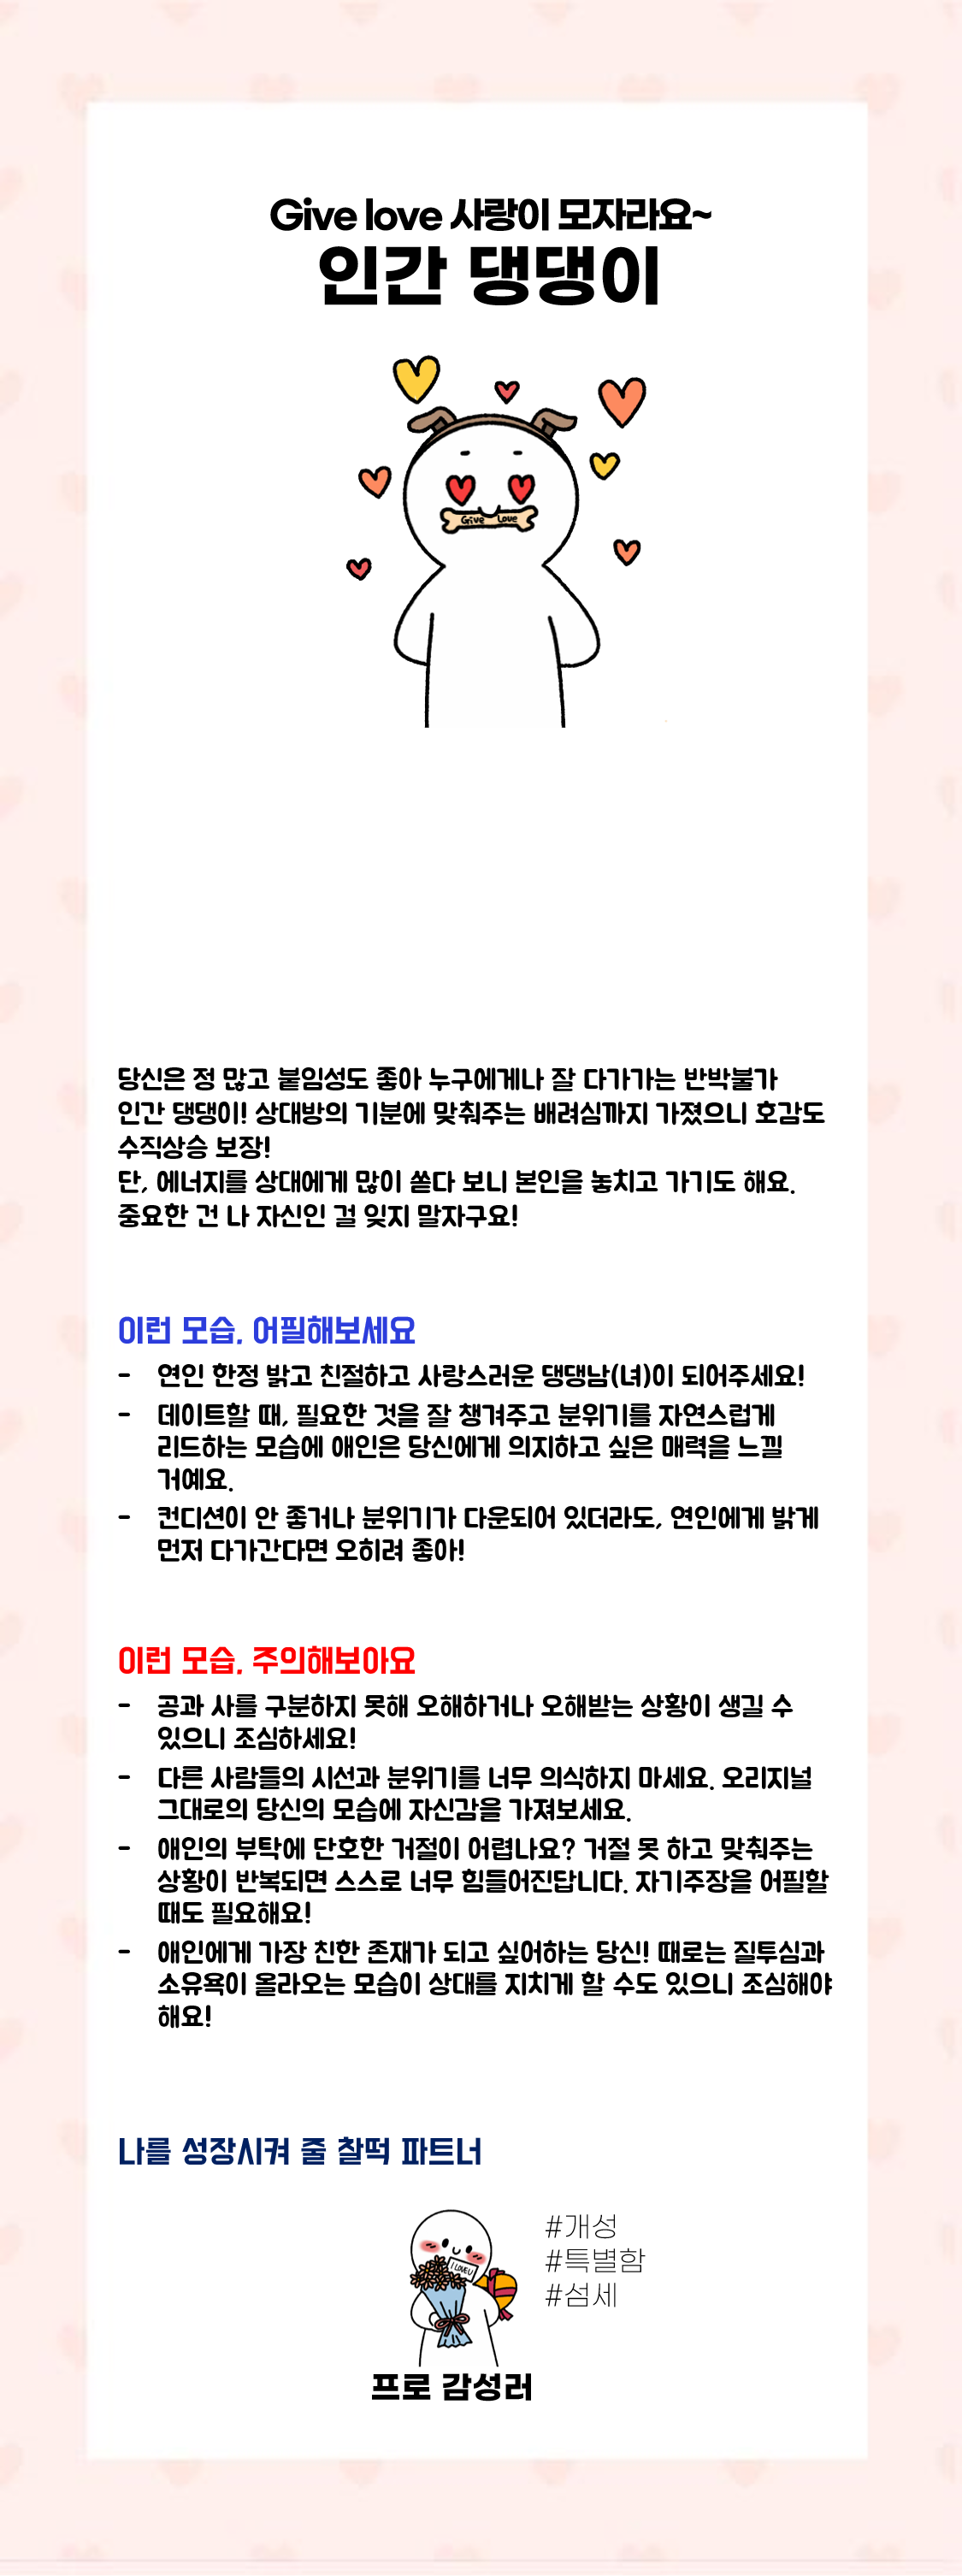 Give love 사랑이 모자라요~
인간 댕댕이
Give Love
당신은 정 많고 붙임성도 좋아 누구에게나 잘 다가가는 반박불가
인간 댕댕이! 상대방의 기분에 맞춰주는 배려심까지 가졌으니 호감도
수직상승 보장!
단, 에너지를 상대에게 많이 쏟다 보니 본인을 놓치고 가기도 해요.
중요한 건 나 자신인 걸 잊지 말자구요!
이런 모습, 어필해보세요
- 연인 한정 밝고 친절하고 사랑스러운 댕댕남(녀)이 되어주세요!
- 데이트할 때, 필요한 것을 잘 챙겨주고 분위기를 자연스럽게
리드하는 모습에 애인은 당신에게 의지하고 싶은 매력을 느낄
거예요.
- 컨디션이 안 좋거나 분위기가 다운되어 있더라도, 연인에게 밝게
먼저 다가간다면 오히려 좋아!
이런 모습, 주의해보아요
- 공과 사를 구분하지 못해 오해하거나 오해받는 상황이 생길 수
있으니 조심하세요!
- 다른 사람들의 시선과 분위기를 너무 의식하지 마세요. 오리지널
그대로의 당신의 모습에 자신감을 가져보세요.
- 애인의 부탁에 단호한 거절이 어렵나요? 거절 못 하고 맞춰주는
상황이 반복되면 스스로 너무 힘들어진답니다. 자기주장을 어필할
때도 필요해요!
- 애인에게 가장 친한 존재가 되고 싶어하는 당신! 때로는 질투심과
소유욕이 올라오는 모습이 상대를 지치게 할 수도 있으니 조심해야
해요!
나를 성장시켜 줄 찰떡 파트너
I LOVE U
#개성
#특별함
#섬세
프로 감성러